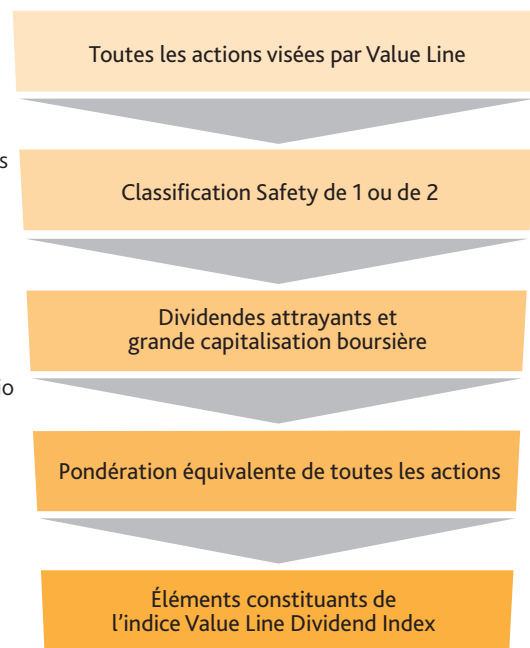 Toutes les actions visées par Value Line
s
Classification Safety de 1 ou de 2
Dividendes attrayants et
grande capitalisation boursière
io
Pondération équivalente de toutes les actions
Éléments constituants de
l’indice Value Line Dividend Index